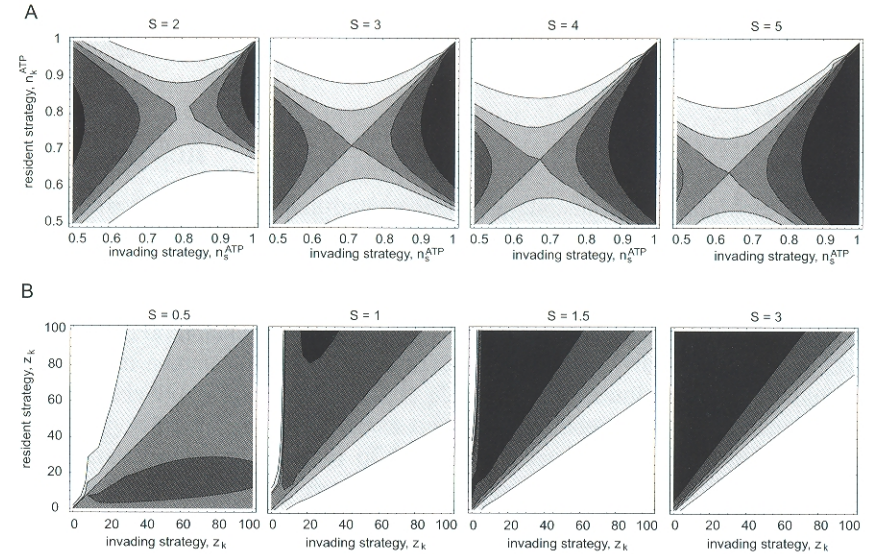 A
S = 2 S = 3 S = 4 S = 5
resident strategy, n_k^ATP
1
0.9
0.8
0.7
0.6
0.5
0.5 0.6 0.7 0.8 0.9 1 0.5 0.6 0.7 0.8 0.9 1 0.5 0.6 0.7 0.8 0.9 1 0.5 0.6 0.7 0.8 0.9 1
invading strategy, n_s^ATP invading strategy, n_s^ATP invading strategy, n_s^ATP invading strategy, n_s^ATP
B
S = 0.5 S = 1 S = 1.5 S = 3
resident strategy, z_k
100
80
60
40
20
0
0 20 40 60 80 100 0 20 40 60 80 100 0 20 40 60 80 100 0 20 40 60 80 100
invading strategy, z_k invading strategy, z_k invading strategy, z_k invading strategy, z_k